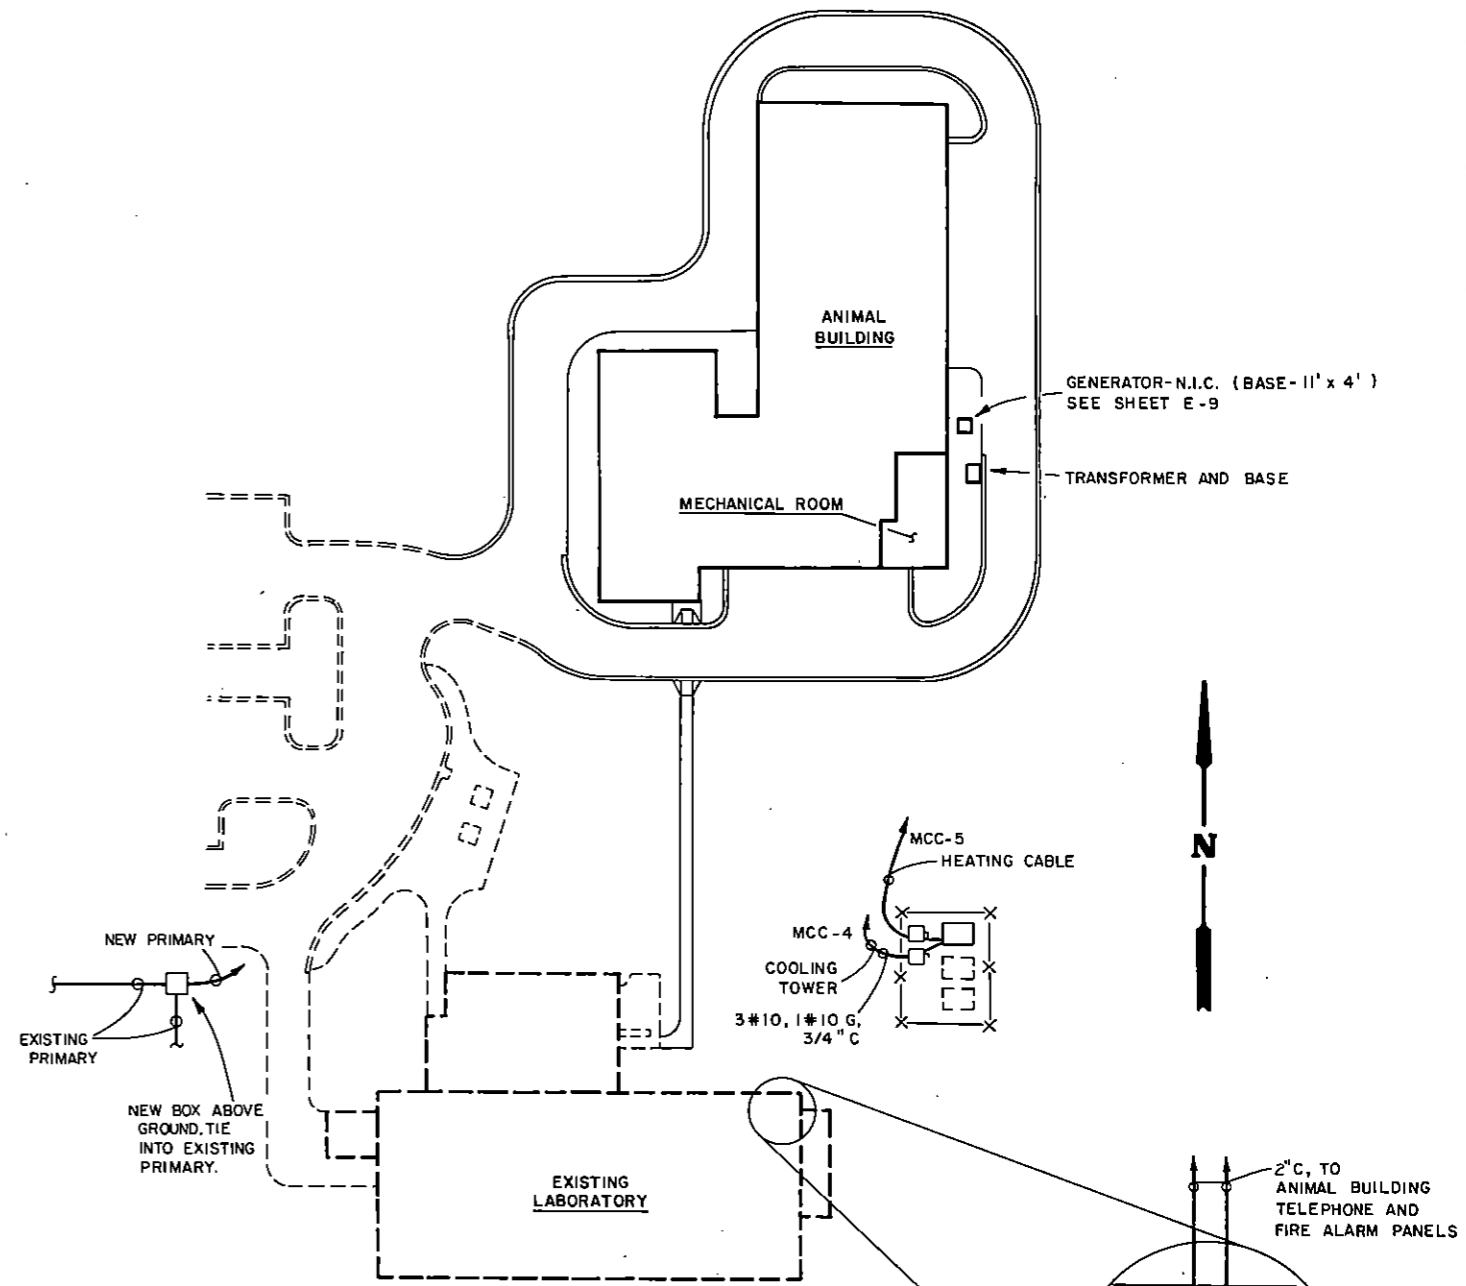 ANIMAL
BUILDING
GENERATOR-N.I.C. (BASE-11' x 4' )
SEE SHEET E-9
TRANSFORMER AND BASE
MECHANICAL ROOM
N
MCC-5
HEATING CABLE
MCC-4
COOLING
TOWER
3#10, 1#10 G,
3/4" C
NEW PRIMARY
EXISTING
PRIMARY
NEW BOX ABOVE
GROUND, TIE
INTO EXISTING
PRIMARY.
EXISTING
LABORATORY
2"C, TO
ANIMAL BUILDING
TELEPHONE AND
FIRE ALARM PANELS